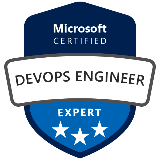 Microsoft
CERTIFIED
DEVOPS ENGINEER
EXPERT